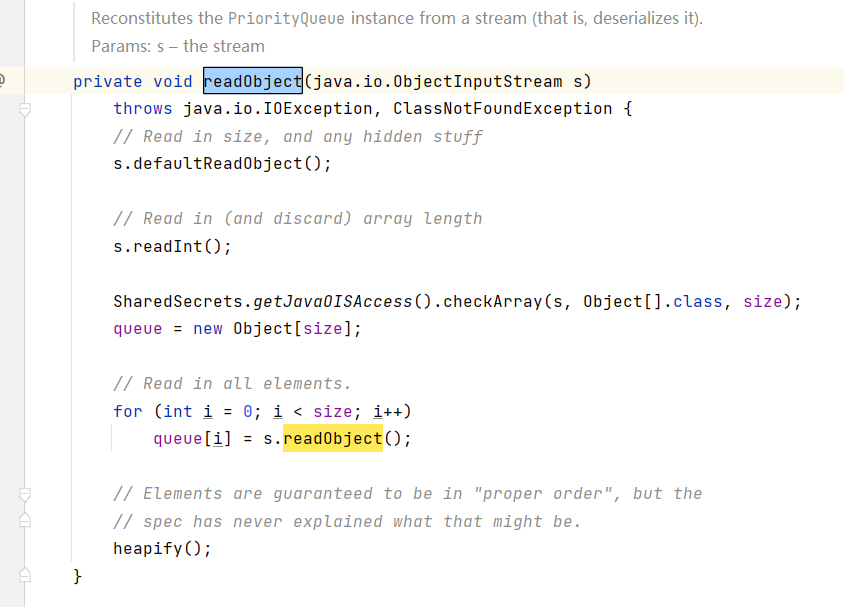 Reconstitutes the PriorityQueue instance from a stream (that is, deserializes it).
Params: s – the stream
private void readObject(java.io.ObjectInputStream s)
throws java.io.IOException, ClassNotFoundException {
// Read in size, and any hidden stuff
s.defaultReadObject();
// Read in (and discard) array length
s.readInt();
SharedSecrets.getJavaOISAccess().checkArray(s, Object[].class, size);
queue = new Object[size];
// Read in all elements.
for (int i = 0; i < size; i++)
queue[i] = s.readObject();
// Elements are guaranteed to be in "proper order", but the
// spec has never explained what that might be.
heapify();
}